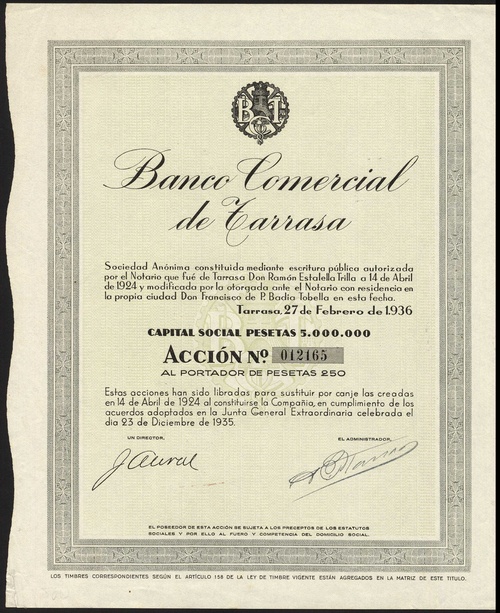 B T
Banco Comercial
de Tarrasa
Sociedad Anónima constituida mediante escritura pública autorizada
por el Notario que fué de Tarrasa Don Ramón Estalella Trilla a 14 de Abril
de 1924 y modificada por la otorgada ante el Notario con residencia en
la propia ciudad Don Francisco de P. Badía Tobella en esta fecha.
Tarrasa, 27 de Febrero de 1.936
CAPITAL SOCIAL PESETAS 5.000.000
ACCIÓN Nº 012165
AL PORTADOR DE PESETAS 250
Estas acciones han sido libradas para sustituir por canje las creadas
en 14 de Abril de 1924 al constituirse la Compañía, en cumplimiento de los
acuerdos adoptados en la Junta General Extraordinaria celebrada el
día 23 de Diciembre de 1935.
UN DIRECTOR, EL ADMINISTRADOR,
EL POSEEDOR DE ESTA ACCIÓN SE SUJETA A LOS PRECEPTOS DE LOS ESTATUTOS
SOCIALES Y POR ELLO AL FUERO Y COMPETENCIA DEL DOMICILIO SOCIAL.
LOS TIMBRES CORRESPONDIENTES SEGÚN EL ARTÍCULO 158 DE LA LEY DE TIMBRE VIGENTE ESTÁN AGREGADOS EN LA MATRIZ DE ESTE TITULO.